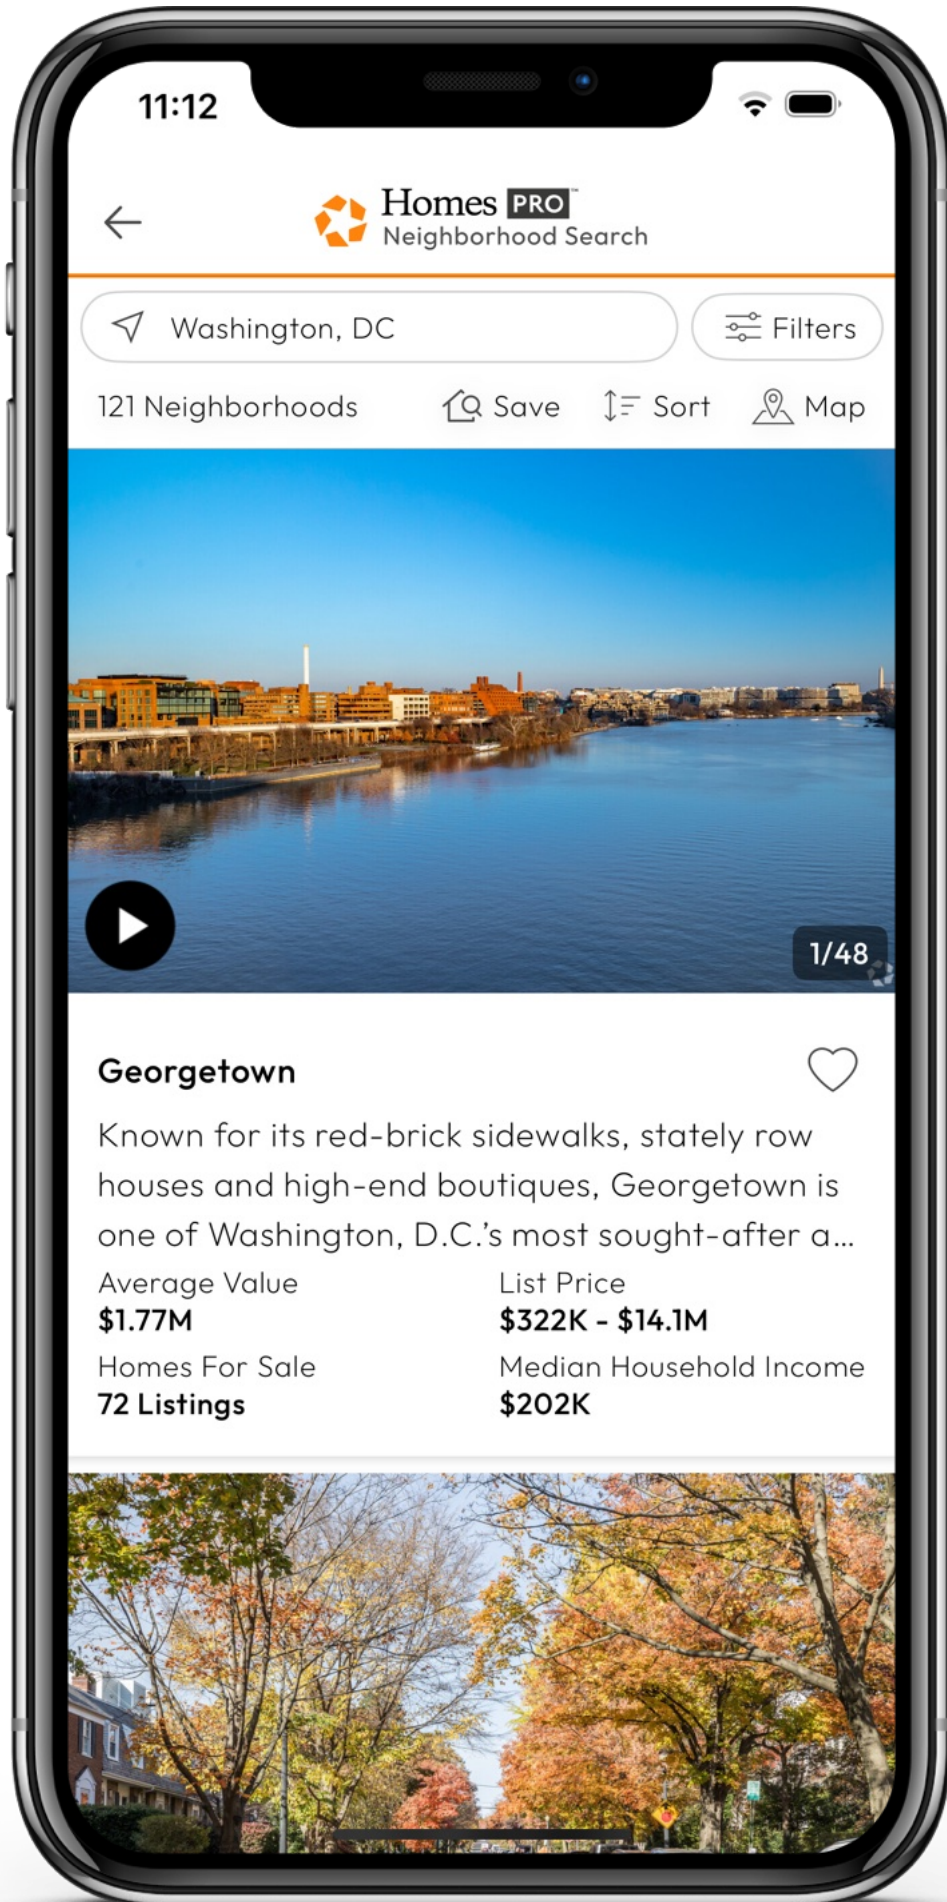 11:12
Homes PRO™
Neighborhood Search
Washington, DC
Filters
121 Neighborhoods Save Sort Map
1/48
Georgetown
Known for its red-brick sidewalks, stately row
houses and high-end boutiques, Georgetown is
one of Washington, D.C.’s most sought-after a...
Average Value List Price
$1.77M $322K - $14.1M
Homes For Sale Median Household Income
72 Listings $202K